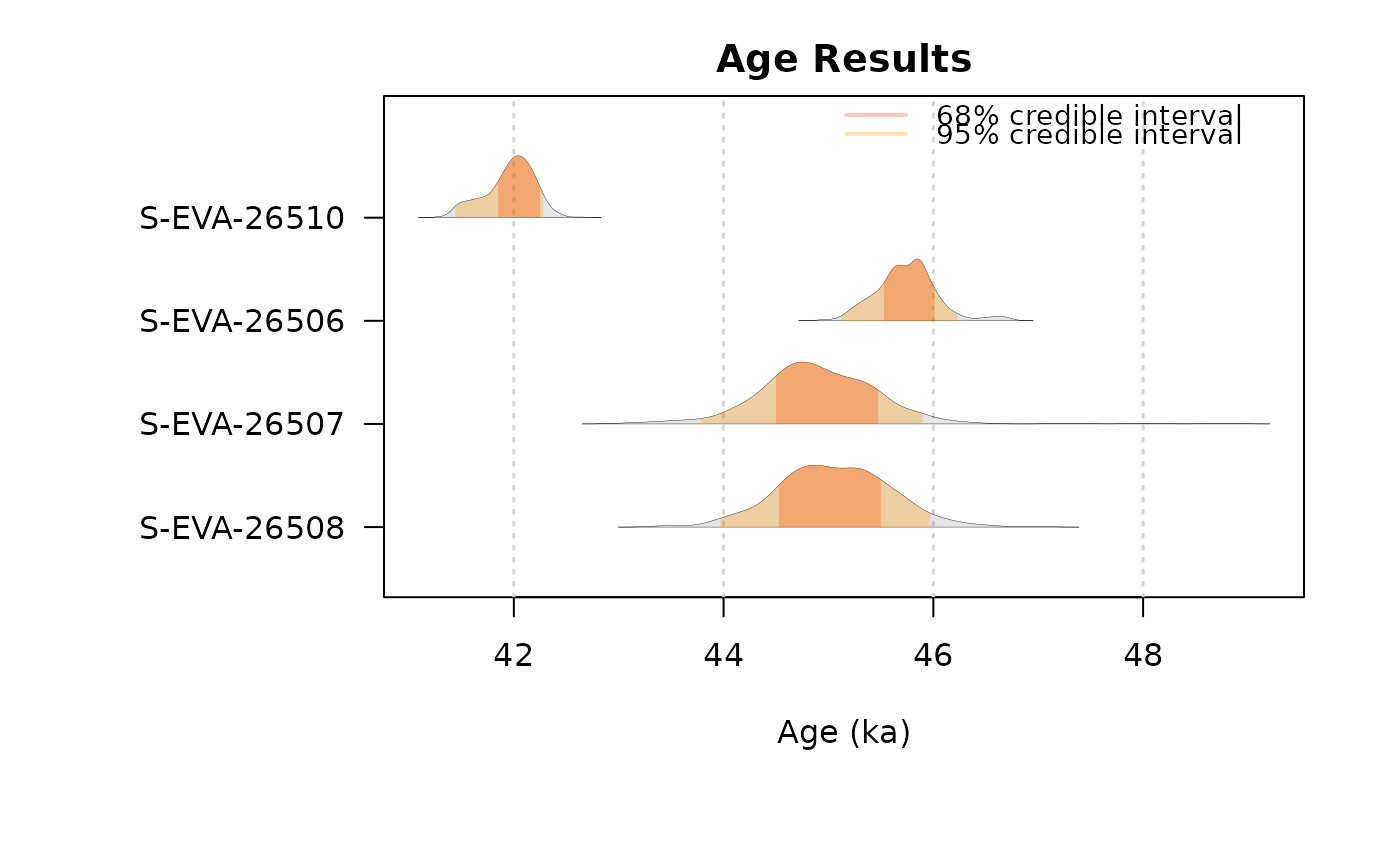 Age Results
68% credible interval
95% credible interval
S-EVA-26510
S-EVA-26506
S-EVA-26507
S-EVA-26508
42 44 46 48
Age (ka)